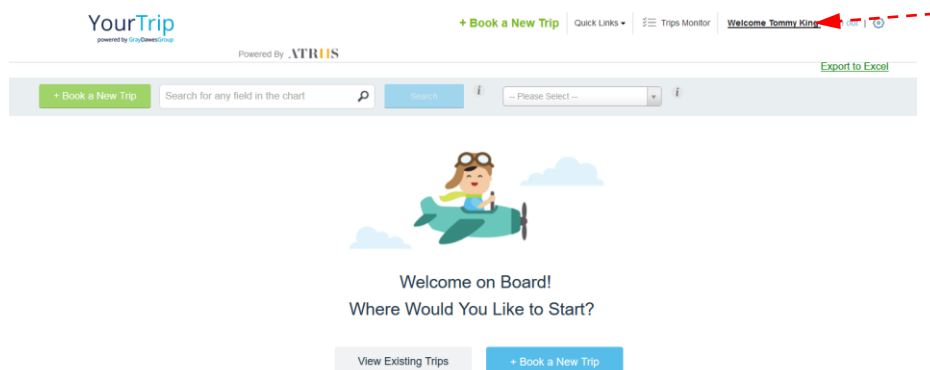 YourTrip
powered by GrayDawesGroup
Powered By ATRIIS
+ Book a New Trip Quick Links Trips Monitor Welcome Tommy King Out |
Export to Excel
+ Book a New Trip Search for any field in the chart Search i -- Please Select -- i
Welcome on Board!
Where Would You Like to Start?
View Existing Trips + Book a New Trip